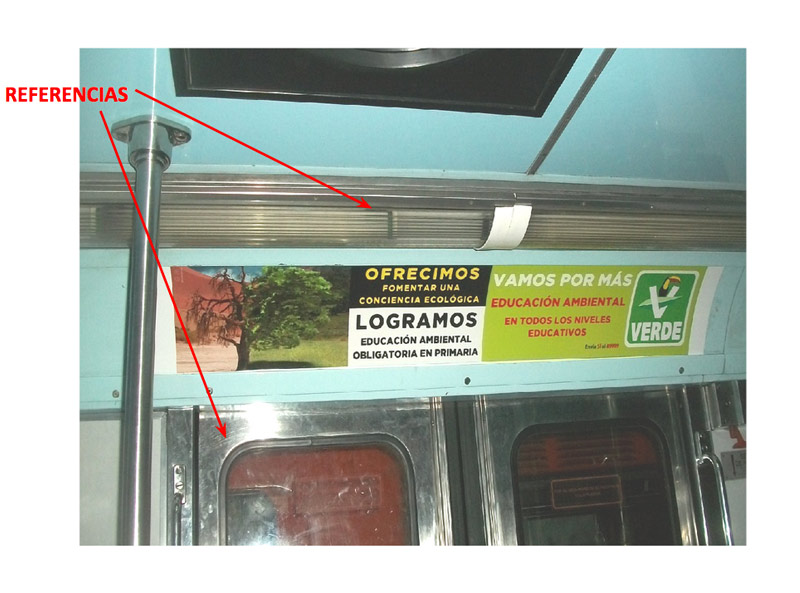 REFERENCIAS
OFRECIMOS
FOMENTAR UNA
CONCIENCIA ECOLÓGICA
LOGRAMOS
EDUCACIÓN AMBIENTAL
OBLIGATORIA EN PRIMARIA
VAMOS POR MÁS
EDUCACIÓN AMBIENTAL
EN TODOS LOS NIVELES
EDUCATIVOS
VERDE